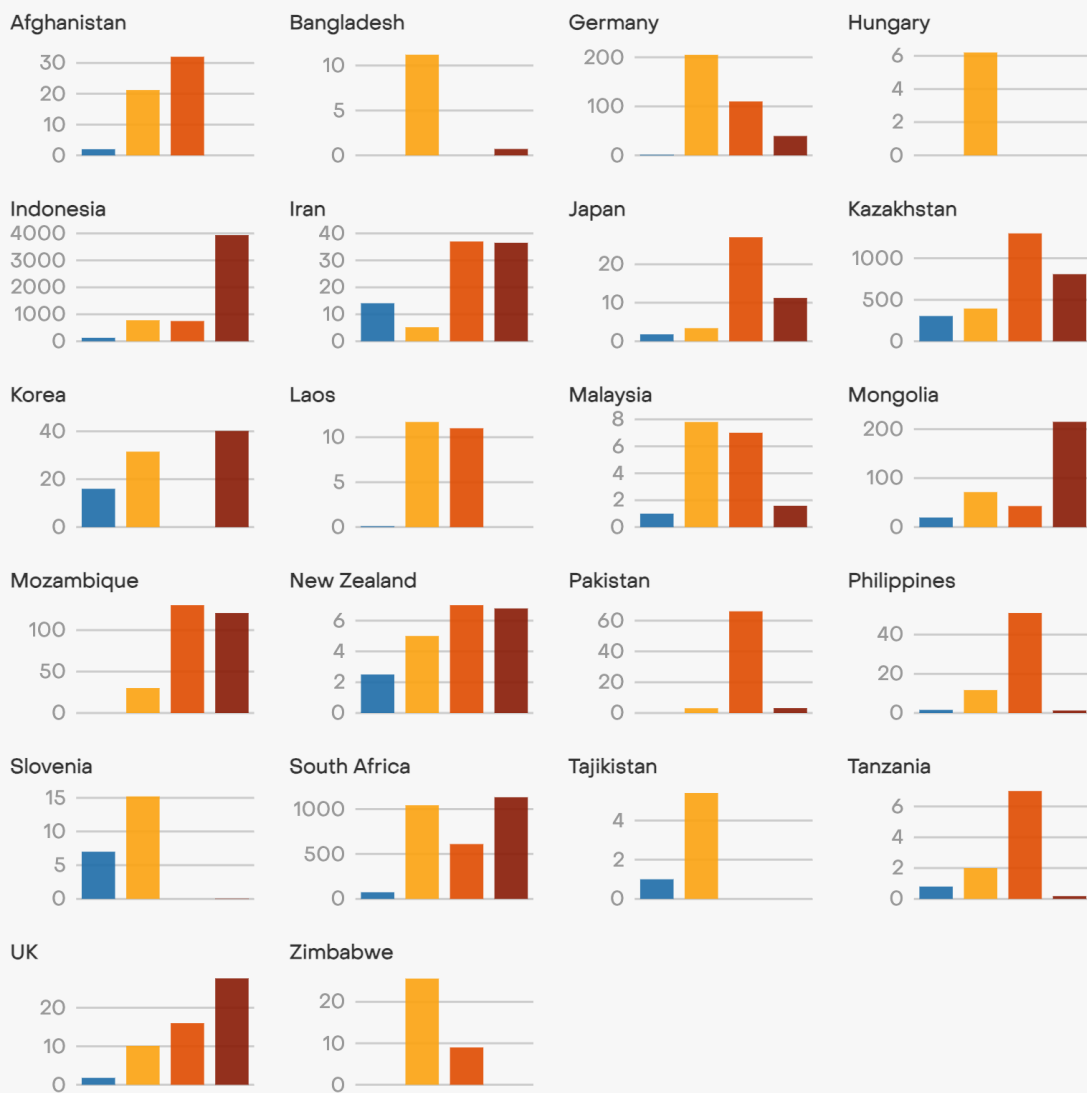 Afghanistan Bangladesh Germany Hungary
30 10 200 6
20 5 100 4
10 0 0 2
0 0
Indonesia Iran Japan Kazakhstan
4000 40 20 1000
3000 30 10 500
2000 20 0 0
1000 10
0 0
Korea Laos Malaysia Mongolia
40 10 8 200
20 5 6 100
0 0 4 0
2
0
Mozambique New Zealand Pakistan Philippines
100 6 60 40
50 4 40 20
0 2 20 0
0 0
Slovenia South Africa Tajikistan Tanzania
15 1000 4 6
10 500 2 4
5 0 0 2
0 0
UK Zimbabwe
20 20
10 10
0 0